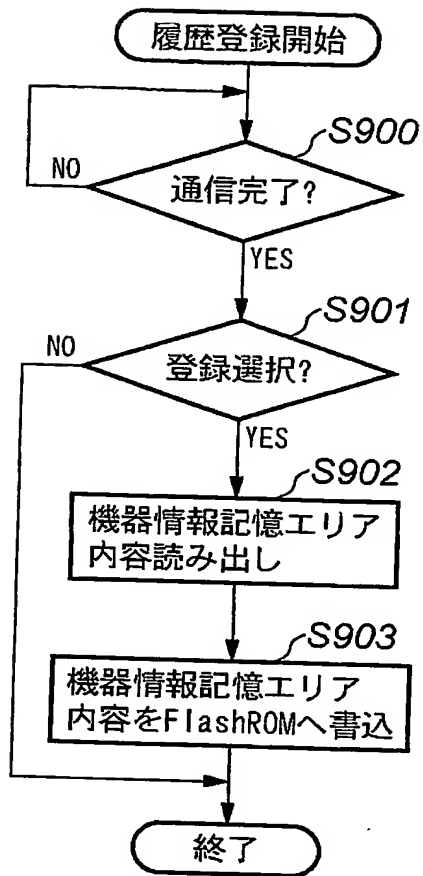 履歴登録開始
S900
通信完了?
NO
YES
S901
登録選択?
NO
YES
S902
機器情報記憶エリア
内容読み出し
S903
機器情報記憶エリア
内容をFlashROMへ書込
終了